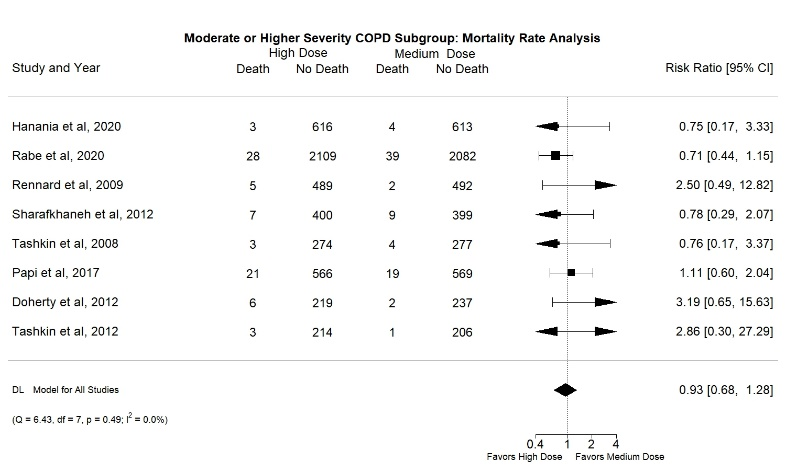 Moderate or Higher Severity COPD Subgroup: Mortality Rate Analysis
High Dose Medium Dose
Study and Year Death No Death Death No Death Risk Ratio [95% CI]
Hanania et al, 2020 3 616 4 613 0.75 [0.17, 3.33]
Rabe et al, 2020 28 2109 39 2082 0.71 [0.44, 1.15]
Rennard et al, 2009 5 489 2 492 2.50 [0.49, 12.82]
Sharafkhaneh et al, 2012 7 400 9 399 0.78 [0.29, 2.07]
Tashkin et al, 2008 3 274 4 277 0.76 [0.17, 3.37]
Papi et al, 2017 21 566 19 569 1.11 [0.60, 2.04]
Doherty et al, 2012 6 219 2 237 3.19 [0.65, 15.63]
Tashkin et al, 2012 3 214 1 206 2.86 [0.30, 27.29]
DL Model for All Studies 0.93 [0.68, 1.28]
(Q = 6.43, df = 7, p = 0.49; I² = 0.0%)
0.4 1 2 4
Favors High Dose Favors Medium Dose